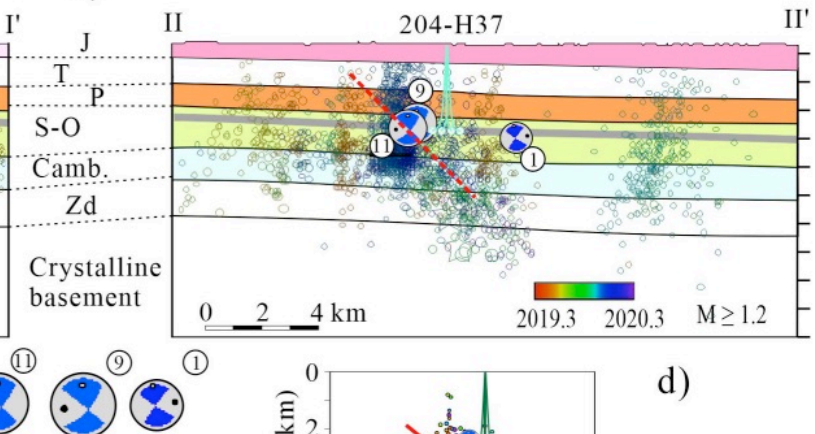 I'
II
204-H37
II'
J
T
P
S-O
Camb.
Zd
Crystalline
basement
9
11
1
0 2 4 km
2019.3 2020.3
M ≥ 1.2
11 9 1
0
d)
2
km)